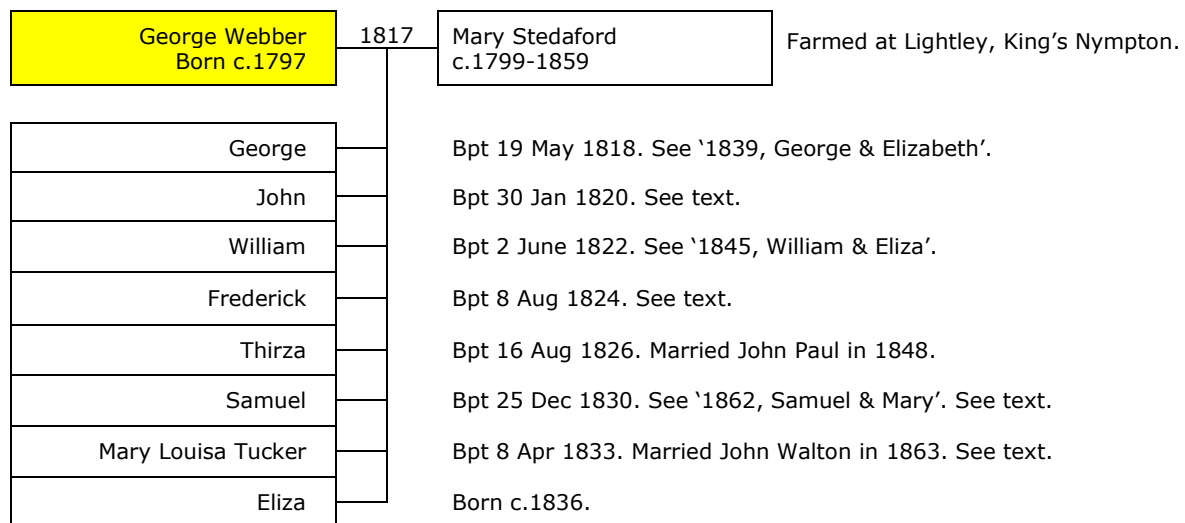 George Webber
Born c.1797
1817
Mary Stedaford
c.1799-1859
Farmed at Lightley, King’s Nympton.
George
Bpt 19 May 1818. See ‘1839, George & Elizabeth’.
John
Bpt 30 Jan 1820. See text.
William
Bpt 2 June 1822. See ‘1845, William & Eliza’.
Frederick
Bpt 8 Aug 1824. See text.
Thirza
Bpt 16 Aug 1826. Married John Paul in 1848.
Samuel
Bpt 25 Dec 1830. See ‘1862, Samuel & Mary’. See text.
Mary Louisa Tucker
Bpt 8 Apr 1833. Married John Walton in 1863. See text.
Eliza
Born c.1836.